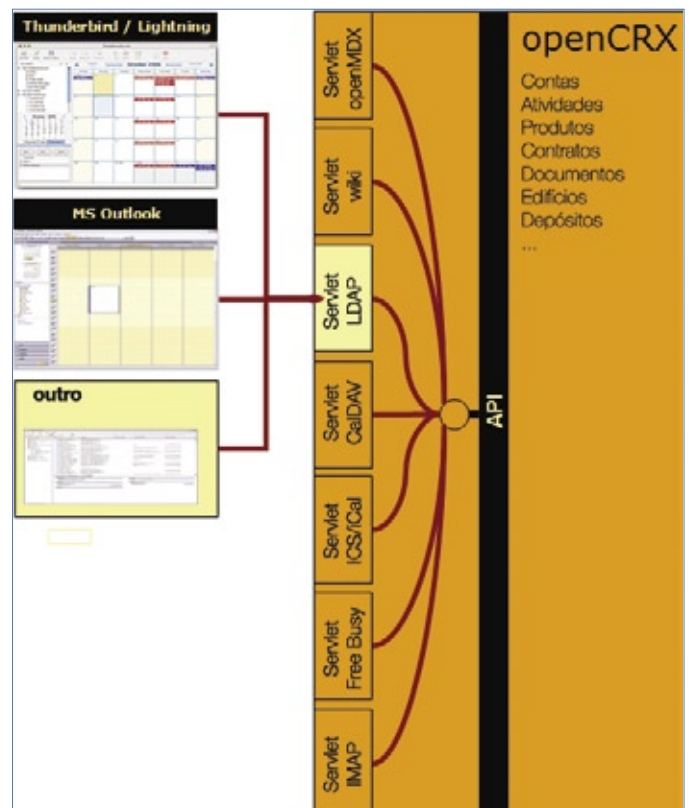 Thunderbird / Lightning
MS Outlook
outro
Servlet
openMDX
Servlet
wiki
Servlet
LDAP
Servlet
CalDAV
Servlet
ICS/iCal
Servlet
Free Busy
Servlet
IMAP
API
openCRX
Contas
Atividades
Produtos
Contratos
Documentos
Edifícios
Depósitos
...